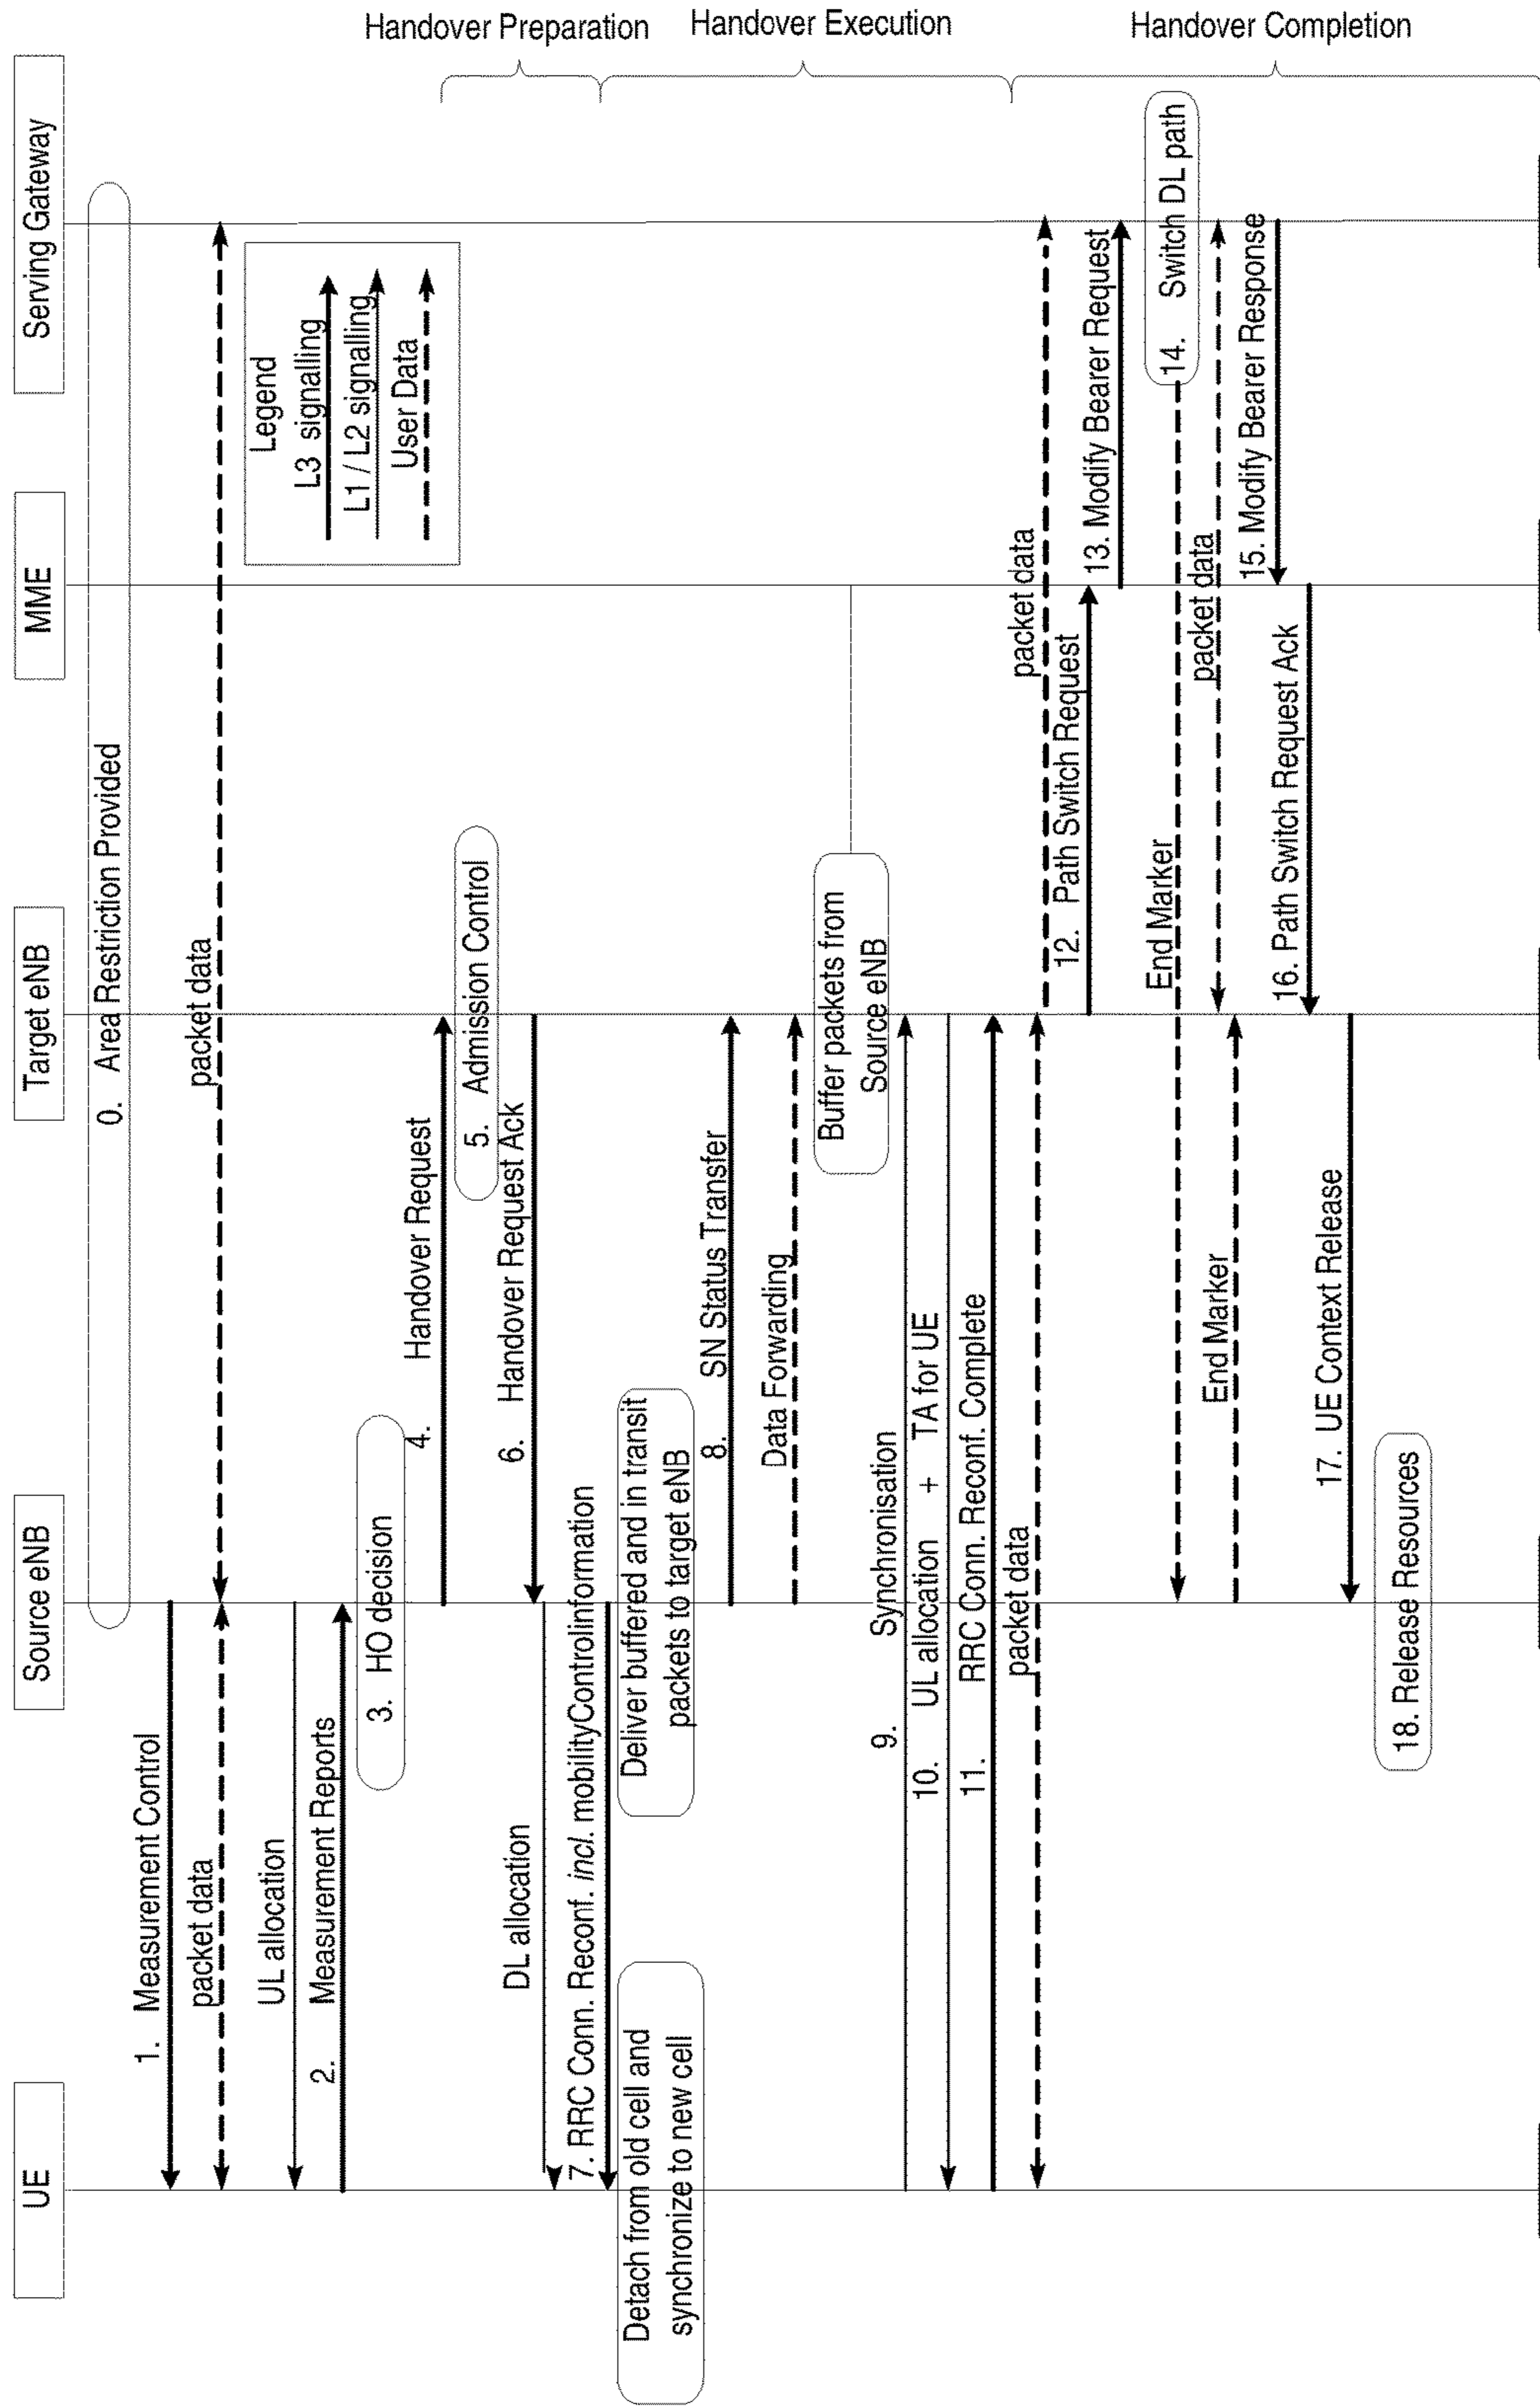 UE
Source eNB
Target eNB
MME
Serving Gateway
0. Area Restriction Provided
1. Measurement Control
packet data
packet data
UL allocation
2. Measurement Reports
3. HO decision
Legend
L3 signalling
L1 / L2 signalling
User Data
4. Handover Request
5. Admission Control
6. Handover Request Ack
DL allocation
7. RRC Conn. Reconf. incl. mobilityControlinformation
Handover Preparation
Detach from old cell and
synchronize to new cell
Deliver buffered and in transit
packets to target eNB
8. SN Status Transfer
Data Forwarding
Buffer packets from
Source eNB
9. Synchronisation
10. UL allocation + TA for UE
11. RRC Conn. Reconf. Complete
Handover Execution
packet data
packet data
12. Path Switch Request
13. Modify Bearer Request
End Marker
14. Switch DL path
packet data
End Marker
15. Modify Bearer Response
16. Path Switch Request Ack
17. UE Context Release
18. Release Resources
Handover Completion